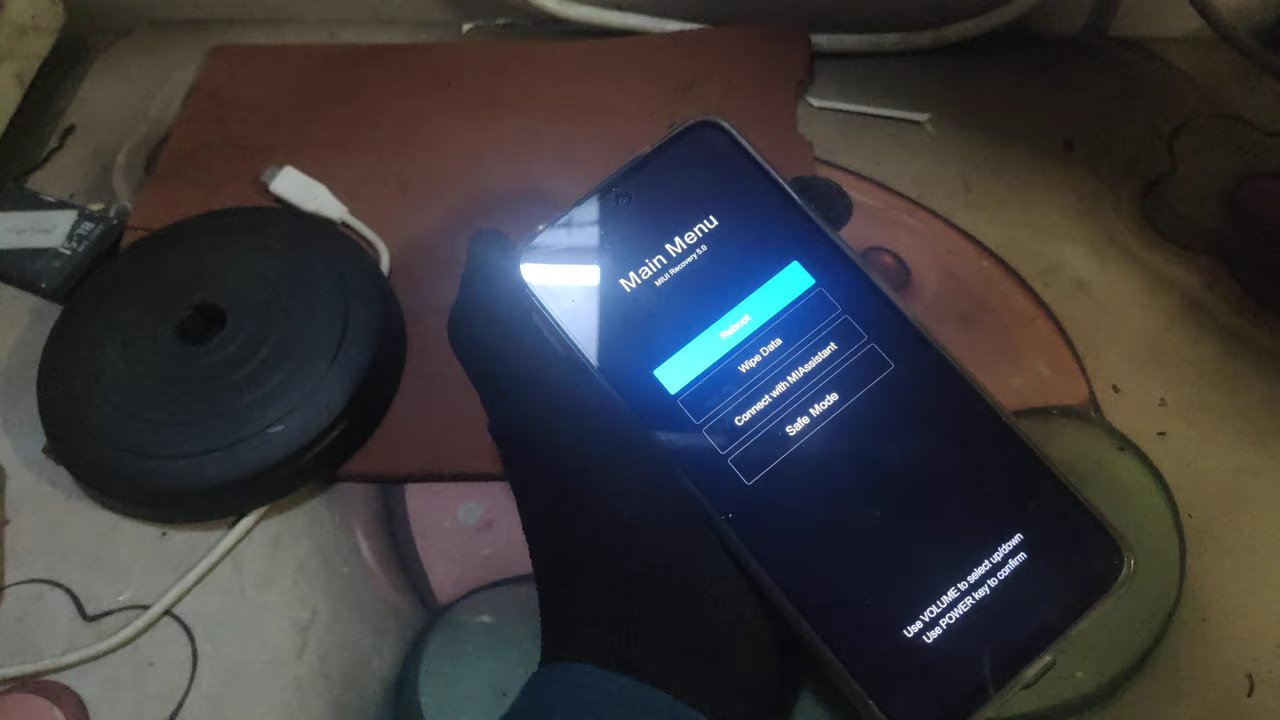 Main Menu
MIUI Recovery 5.0
Reboot
Wipe Data
Connect with MIAssistant
Safe Mode
Use VOLUME to select up/down
Use POWER key to confirm